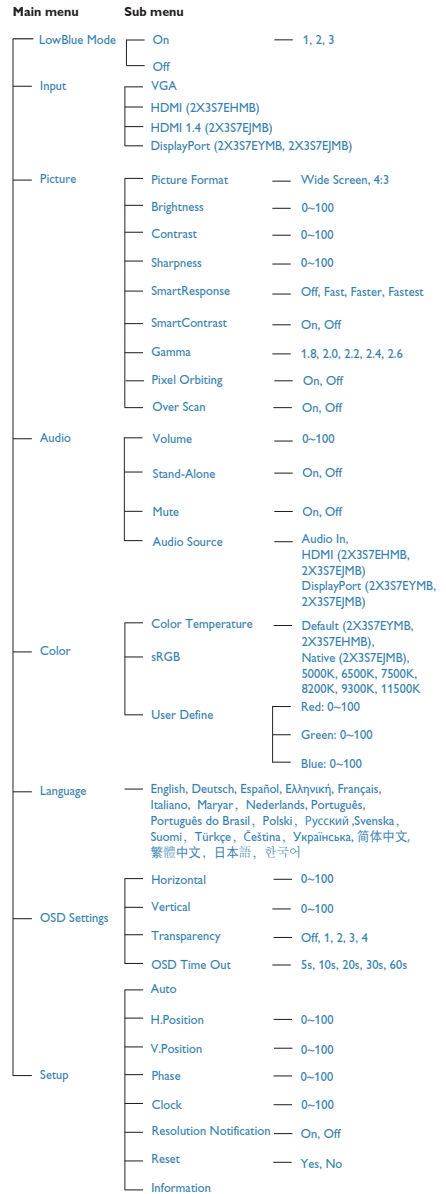 Main menu Sub menu
LowBlue Mode On 1, 2, 3
Off
Input VGA
HDMI (2X3S7EHMB)
HDMI 1.4 (2X3S7EJMB)
DisplayPort (2X3S7EYMB, 2X3S7EJMB)
Picture Picture Format Wide Screen, 4:3
Brightness 0~100
Contrast 0~100
Sharpness 0~100
SmartResponse Off, Fast, Faster, Fastest
SmartContrast On, Off
Gamma 1.8, 2.0, 2.2, 2.4, 2.6
Pixel Orbiting On, Off
Over Scan On, Off
Audio Volume 0~100
Stand-Alone On, Off
Mute On, Off
Audio Source Audio In,
HDMI (2X3S7EHMB,
2X3S7EJMB)
DisplayPort (2X3S7EYMB,
2X3S7EJMB)
Color Color Temperature Default (2X3S7EYMB,
2X3S7EHMB),
sRGB Native (2X3S7EJMB),
5000K, 6500K, 7500K,
8200K, 9300K, 11500K
User Define Red: 0~100
Green: 0~100
Blue: 0~100
Language English, Deutsch, Español, Ελληνική, Français,
Italiano, Maryar, Nederlands, Português,
Português do Brasil, Polski, Русский ,Svenska,
Suomi, Türkçe, Čeština, Українська, 简体中文,
繁體中文, 日本語, 한국어
OSD Settings Horizontal 0~100
Vertical 0~100
Transparency Off, 1, 2, 3, 4
OSD Time Out 5s, 10s, 20s, 30s, 60s
Setup Auto
H.Position 0~100
V.Position 0~100
Phase 0~100
Clock 0~100
Resolution Notification On, Off
Reset Yes, No
Information